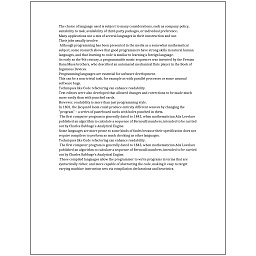 The choice of language used is subject to many considerations, such as company policy,
suitability to task, availability of third-party packages, or individual preference.
Many applications use a mix of several languages in their construction and use.
Their jobs usually involve:
Although programming has been presented in the media as a somewhat mathematical
subject, some research shows that good programmers have strong skills in natural human
languages, and that learning to code is similar to learning a foreign language.
As early as the 9th century, a programmable music sequencer was invented by the Persian
Banu Musa brothers, who described an automated mechanical flute player in the Book of
Ingenious Devices.
Programming languages are essential for software development.
This can be a non-trivial task, for example as with parallel processes or some unusual
software bugs.
Techniques like Code refactoring can enhance readability.
Text editors were also developed that allowed changes and corrections to be made much
more easily than with punched cards.
However, readability is more than just programming style.
In 1801, the Jacquard loom could produce entirely different weaves by changing the
"program" – a series of pasteboard cards with holes punched in them.
The first computer program is generally dated to 1843, when mathematician Ada Lovelace
published an algorithm to calculate a sequence of Bernoulli numbers, intended to be carried
out by Charles Babbage's Analytical Engine.
Some languages are more prone to some kinds of faults because their specification does not
require compilers to perform as much checking as other languages.
Techniques like Code refactoring can enhance readability.
The first computer program is generally dated to 1843, when mathematician Ada Lovelace
published an algorithm to calculate a sequence of Bernoulli numbers, intended to be carried
out by Charles Babbage's Analytical Engine.
These compiled languages allow the programmer to write programs in terms that are
syntactically richer, and more capable of abstracting the code, making it easy to target
varying machine instruction sets via compilation declarations and heuristics.